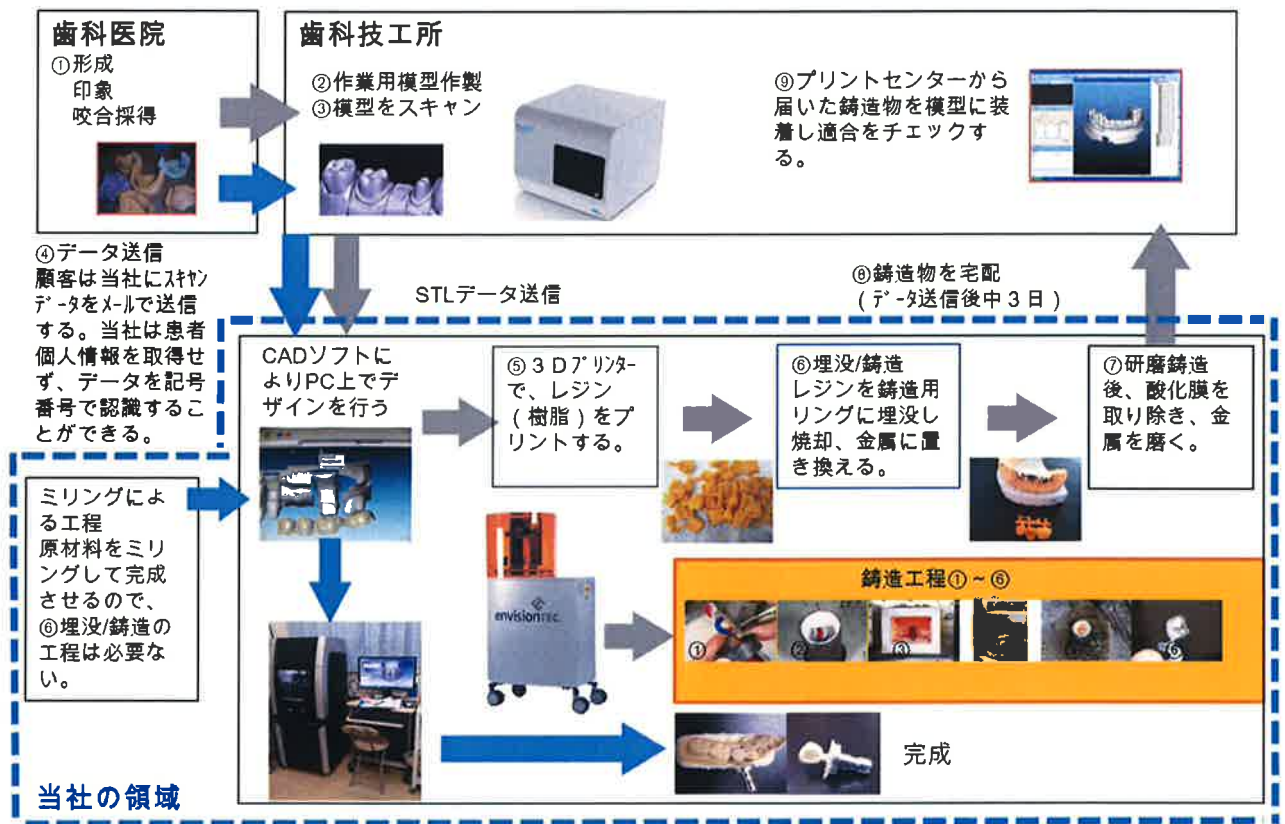 歯科医院
①形成
印象
咬合採得
歯科技工所
②作業用模型作製
③模型をスキャン
⑨プリントセンターから
届いた鋳造物を模型に装
着し適合をチェックす
る。
④データ送信
顧客は当社にｽｷｬﾝ
ﾃﾞｰﾀをﾒｰﾙで送信
する。当社は患者
個人情報を取得せ
ず、データを記号
番号で認識するこ
とができる。
STLデータ送信
⑧鋳造物を宅配
(ﾃﾞｰﾀ送信後中３日)
CADソフトに
よりPC上でデ
ザインを行う
⑤３Ｄﾌﾟﾘﾝﾀｰ
で、レジン
(樹脂)をプ
リントする。
⑥埋没/鋳造
レジンを鋳造用
リングに埋没し
焼却、金属に置
き換える。
⑦研磨鋳造
後、酸化膜を
取り除き、金
属を磨く。
ミリングによ
る工程
原材料をミリ
ングして完成
させるので、
⑥埋没/鋳造の
工程は必要な
い。
envisionTEC
鋳造工程①～⑥
①
②
③
⑥
完成
当社の領域